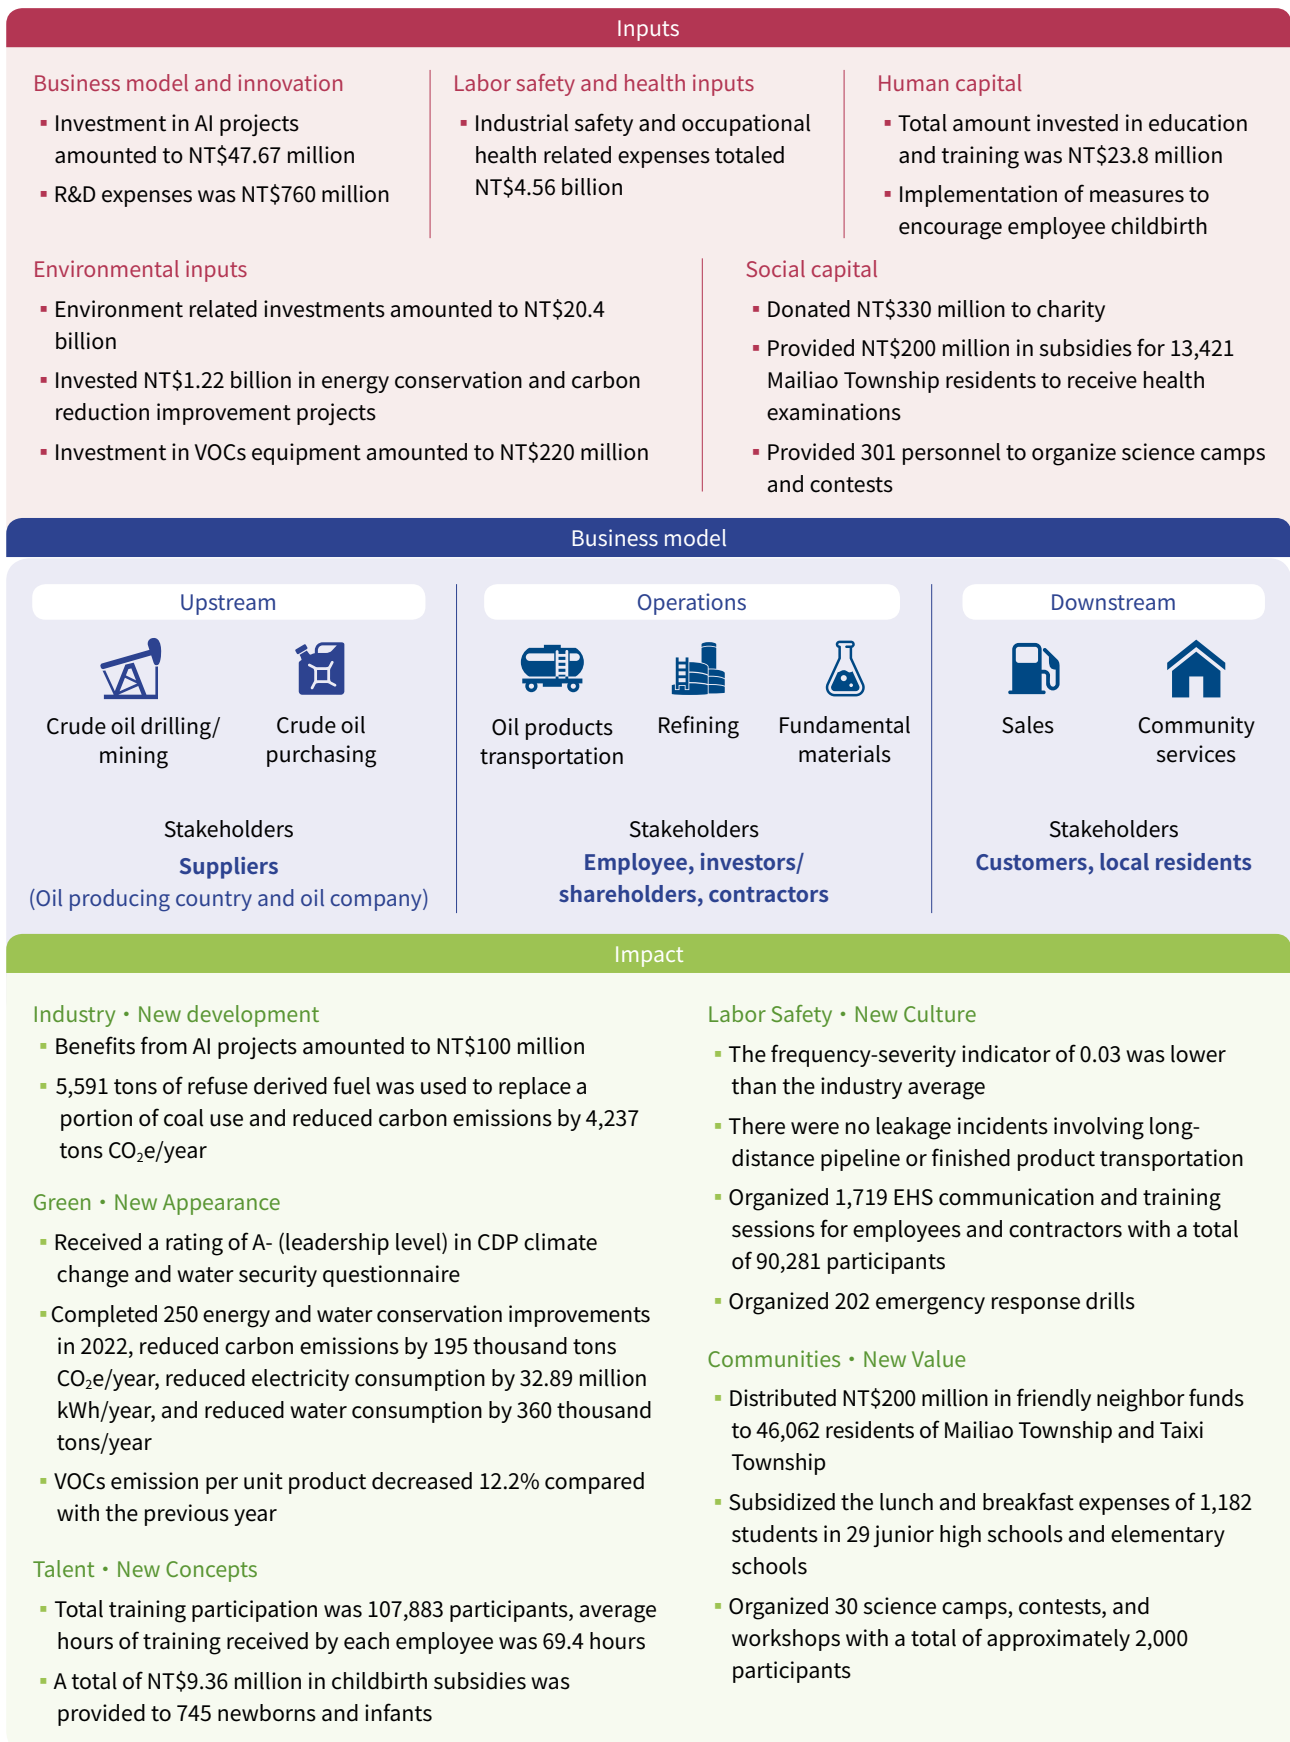 Inputs
Business model and innovation
▪ Investment in AI projects
amounted to NT$47.67 million
▪ R&D expenses was NT$760 million
Labor safety and health inputs
▪ Industrial safety and occupational
health related expenses totaled
NT$4.56 billion
Human capital
▪ Total amount invested in education
and training was NT$23.8 million
▪ Implementation of measures to
encourage employee childbirth
Environmental inputs
▪ Environment related investments amounted to NT$20.4
billion
▪ Invested NT$1.22 billion in energy conservation and carbon
reduction improvement projects
▪ Investment in VOCs equipment amounted to NT$220 million
Social capital
▪ Donated NT$330 million to charity
▪ Provided NT$200 million in subsidies for 13,421
Mailiao Township residents to receive health
examinations
▪ Provided 301 personnel to organize science camps
and contests
Business model
Upstream
Crude oil drilling/
mining
Crude oil
purchasing
Stakeholders
Suppliers
(Oil producing country and oil company)
Operations
Oil products
transportation
Refining
Fundamental
materials
Stakeholders
Employee, investors/
shareholders, contractors
Downstream
Sales
Community
services
Stakeholders
Customers, local residents
Impact
Industry・New development
▪ Benefits from AI projects amounted to NT$100 million
▪ 5,591 tons of refuse derived fuel was used to replace a
portion of coal use and reduced carbon emissions by 4,237
tons CO₂e/year
Green・New Appearance
▪ Received a rating of A- (leadership level) in CDP climate
change and water security questionnaire
▪ Completed 250 energy and water conservation improvements
in 2022, reduced carbon emissions by 195 thousand tons
CO₂e/year, reduced electricity consumption by 32.89 million
kWh/year, and reduced water consumption by 360 thousand
tons/year
▪ VOCs emission per unit product decreased 12.2% compared
with the previous year
Talent・New Concepts
▪ Total training participation was 107,883 participants, average
hours of training received by each employee was 69.4 hours
▪ A total of NT$9.36 million in childbirth subsidies was
provided to 745 newborns and infants
Labor Safety・New Culture
▪ The frequency-severity indicator of 0.03 was lower
than the industry average
▪ There were no leakage incidents involving long-
distance pipeline or finished product transportation
▪ Organized 1,719 EHS communication and training
sessions for employees and contractors with a total
of 90,281 participants
▪ Organized 202 emergency response drills
Communities・New Value
▪ Distributed NT$200 million in friendly neighbor funds
to 46,062 residents of Mailiao Township and Taixi
Township
▪ Subsidized the lunch and breakfast expenses of 1,182
students in 29 junior high schools and elementary
schools
▪ Organized 30 science camps, contests, and
workshops with a total of approximately 2,000
participants